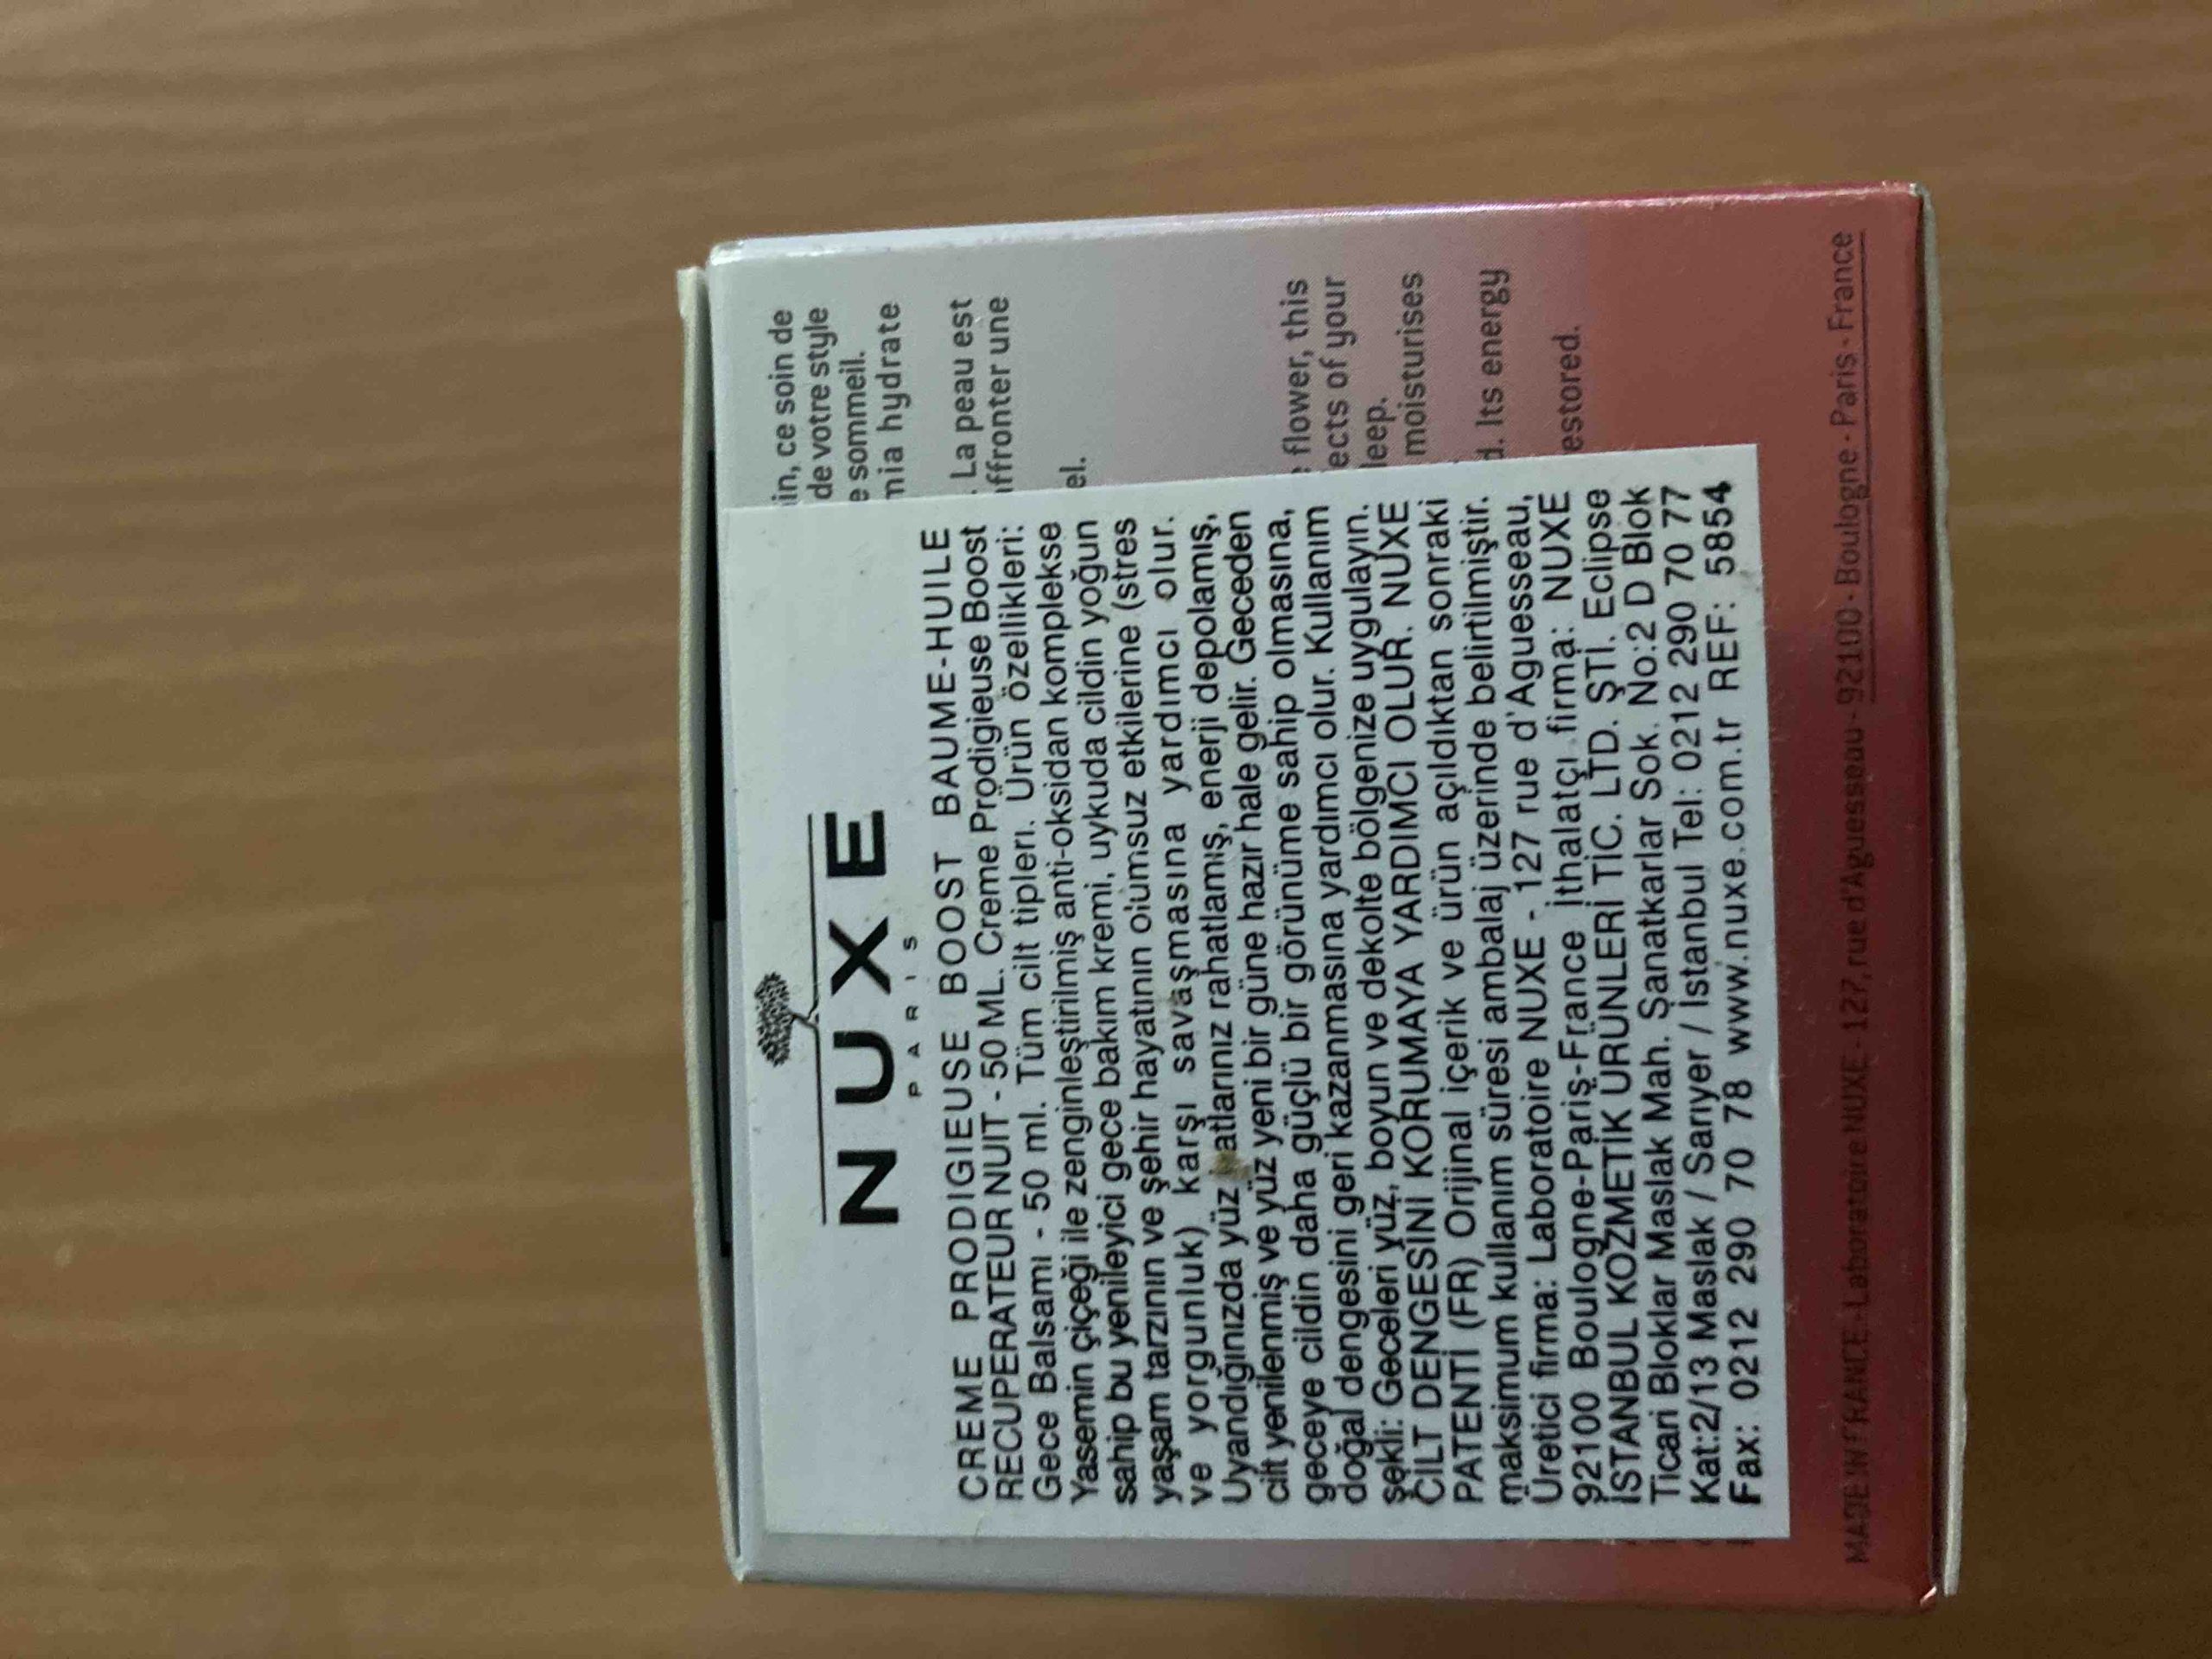 NUXE
PARIS
CREME PRODIGIEUSE BOOST BAUME-HUILE
RECUPERATEUR NUIT - 50 ML. Creme Prodigieuse Boost
Gece Balsamı - 50 ml. Tüm cilt tipleri. Ürün özellikleri:
Yasemin çiçeği ile zenginleştirilmiş anti-oksidan komplekse
sahip bu yenileyici gece bakım kremi, uykuda cildin yoğun
yaşam tarzının ve şehir hayatının olumsuz etkilerine (stres
ve yorgunluk) karşı savaşmasına yardımcı olur.
Uyandığınızda yüz hatlarınız rahatlamış, enerji depolamış,
cilt yenilenmiş ve yüz yeni bir güne hazır hale gelir. Geceden
geceye cildin daha güçlü bir görünüme sahip olmasına,
doğal dengesini geri kazanmasına yardımcı olur. Kullanım
şekli: Geceleri yüz, boyun ve dekolte bölgenize uygulayın.
CİLT DENGESİNİ KORUMAYA YARDIMCI OLUR. NUXE
PATENTİ (FR) Orijinal içerik ve ürün açıldıktan sonraki
maksimum kullanım süresi ambalaj üzerinde belirtilmiştir.
Üretici firma: Laboratoire NUXE - 127 rue d'Aguesseau,
92100 Boulogne-Paris-France İthalatçı firma: NUXE
İSTANBUL KOZMETİK ÜRÜNLERİ TİC. LTD. ŞTİ. Eclipse
Ticari Bloklar Maslak Mah. Sanatkarlar Sok. No:2 D Blok
Kat:2/13 Maslak / Sarıyer / İstanbul Tel: 0212 290 70 77
Fax: 0212 290 70 78 www.nuxe.com.tr REF: 5854
in, ce soin de
de votre style
e sommeil.
mia hydrate
. La peau est
affronter une
el.
flower, this
ects of your
leep.
moisturises
d. Its energy
estored.
MADE IN FRANCE - Laboratoire NUXE - 127, rue d'Aguesseau - 92100 - Boulogne - Paris - France